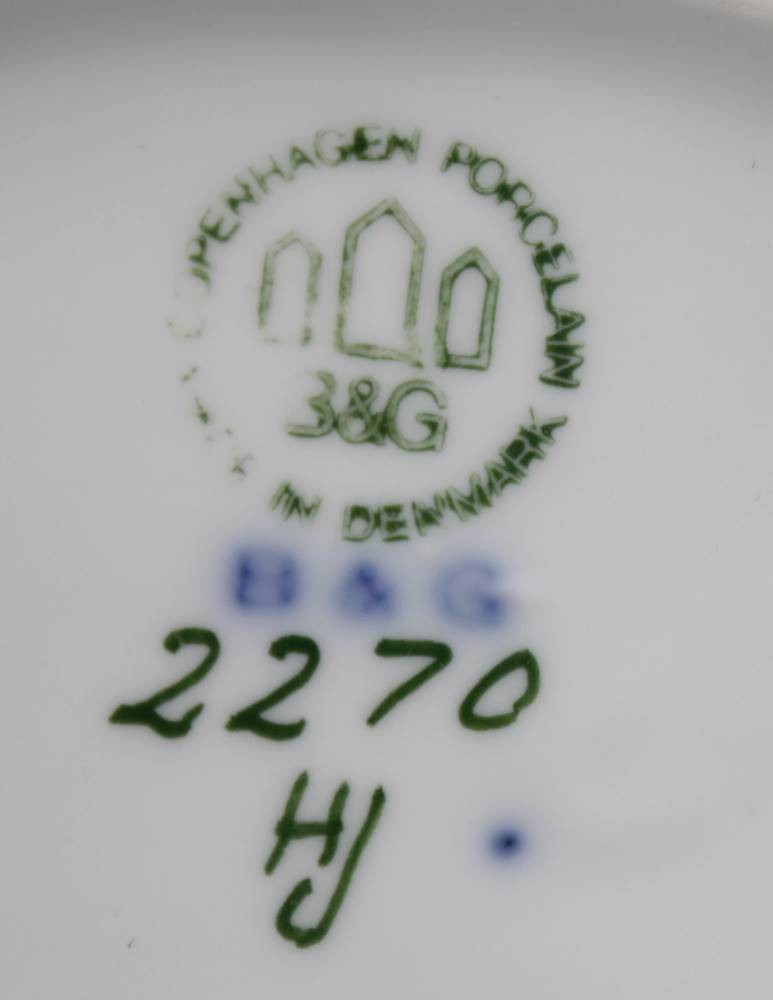 COPENHAGEN PORCELAIN
IN DENMARK
B&G
B & G
2270
HJ